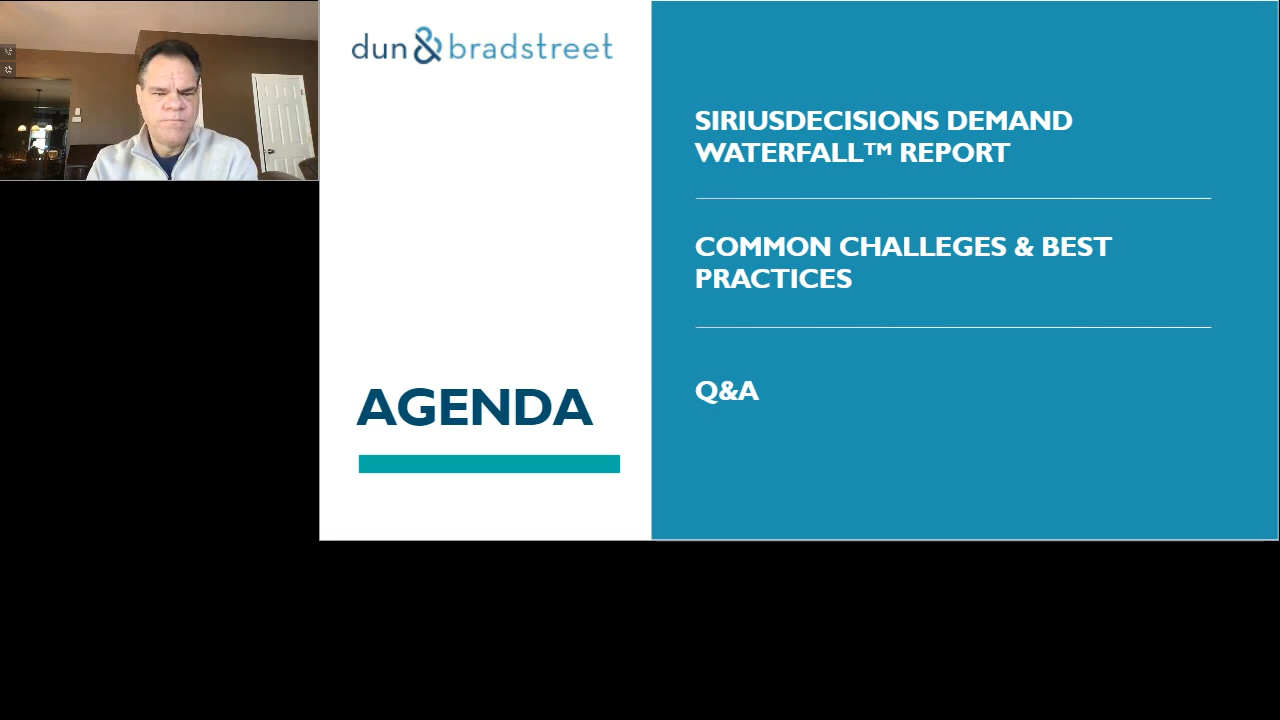 dun & bradstreet
SIRIUSDECISIONS DEMAND
WATERFALL™ REPORT
COMMON CHALLEGES & BEST
PRACTICES
Q&A
AGENDA